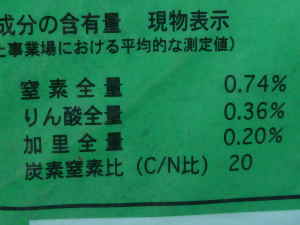 成分の含有量 現物表示
と事業場における平均的な測定値）
窒素全量 0.74%
りん酸全量 0.36%
加里全量 0.20%
炭素窒素比（C/N比） 20